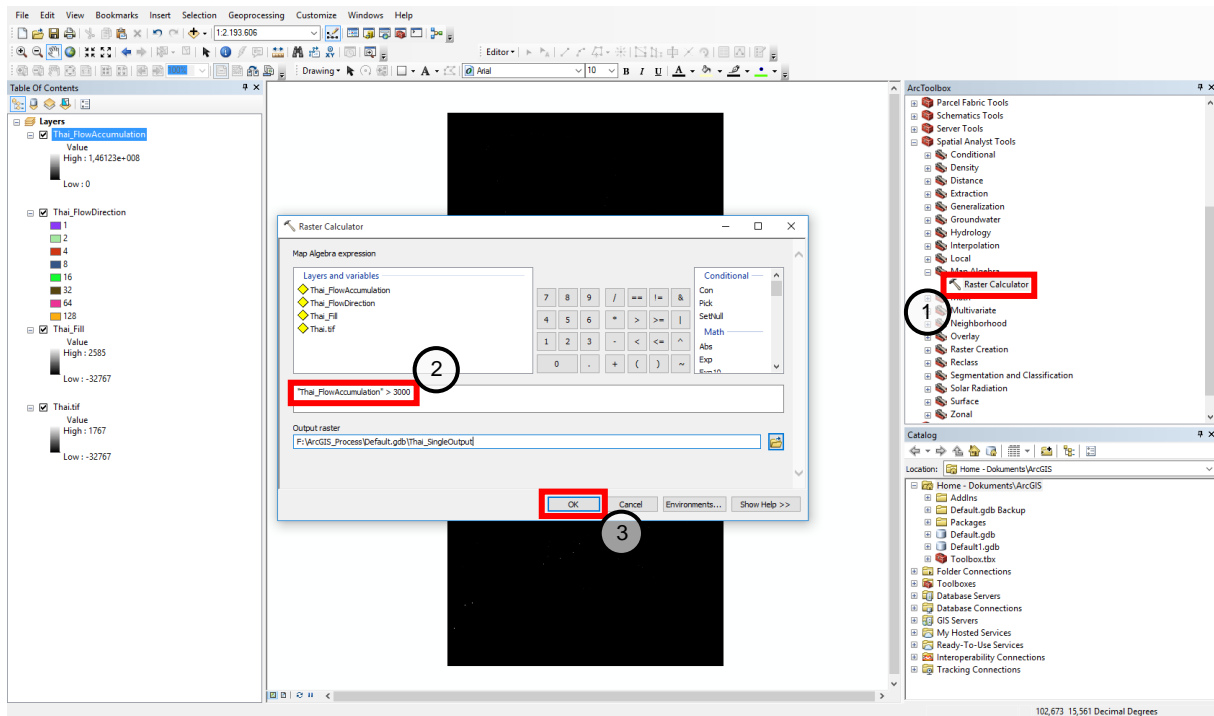 File Edit View Bookmarks Insert Selection Geoprocessing Customize Windows Help
1:2.193.606
Editor
100%
Drawing A Arial 10 B I U A
Table Of Contents
Layers
Thai_FlowAccumulation
Value
High : 1,46123e+008
Low : 0
Thai_FlowDirection
1
2
4
8
16
32
64
128
Thai_Fill
Value
High : 2585
Low : -32767
Thai.tif
Value
High : 1767
Low : -32767
Raster Calculator
Map Algebra expression
Layers and variables
Thai_FlowAccumulation
Thai_FlowDirection
Thai_Fill
Thai.tif
7 8 9 / == != &
4 5 6 * > >= |
1 2 3 - < <= ^
0 . + ( ) ~
Conditional
Con
Pick
SetNull
Math
Abs
Exp
Exp10
2
"Thai_FlowAccumulation" > 3000
Output raster
F:\ArcGIS_Process\Default.gdb\Thai_SingleOutput
OK Cancel Environments... Show Help >>
3
ArcToolbox
Parcel Fabric Tools
Schematics Tools
Server Tools
Spatial Analyst Tools
Conditional
Density
Distance
Extraction
Generalization
Groundwater
Hydrology
Interpolation
Local
Map Algebra
Raster Calculator
Math
1
Multivariate
Neighborhood
Overlay
Raster Creation
Reclass
Segmentation and Classification
Solar Radiation
Surface
Zonal
Catalog
Location: Home - Dokuments\ArcGIS
Home - Dokuments\ArcGIS
AddIns
Default.gdb Backup
Packages
Default.gdb
Default1.gdb
Toolbox.tbx
Folder Connections
Toolboxes
Database Servers
Database Connections
GIS Servers
My Hosted Services
Ready-To-Use Services
Interoperability Connections
Tracking Connections
102,673 15,561 Decimal Degrees